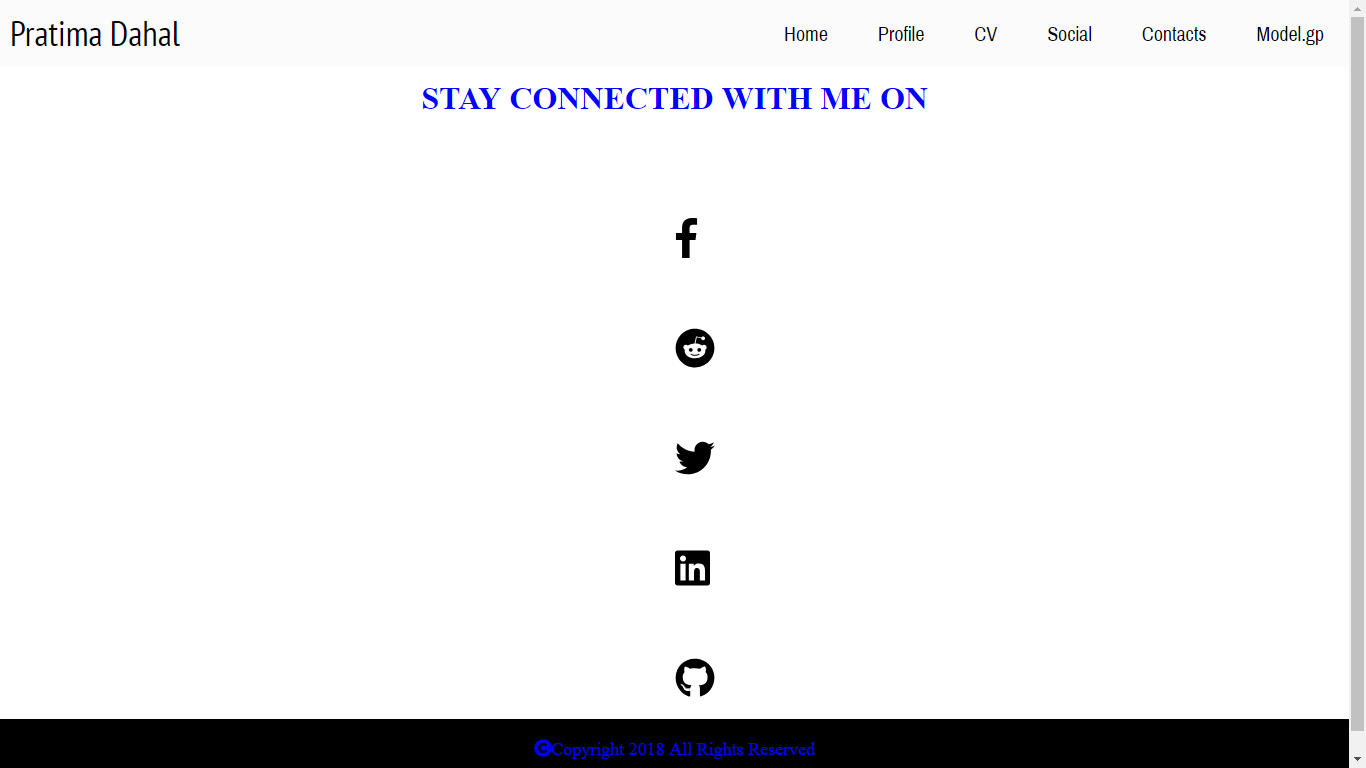 Pratima Dahal Home Profile CV Social Contacts Model.gp
STAY CONNECTED WITH ME ON
f
in
©Copyright 2018 All Rights Reserved